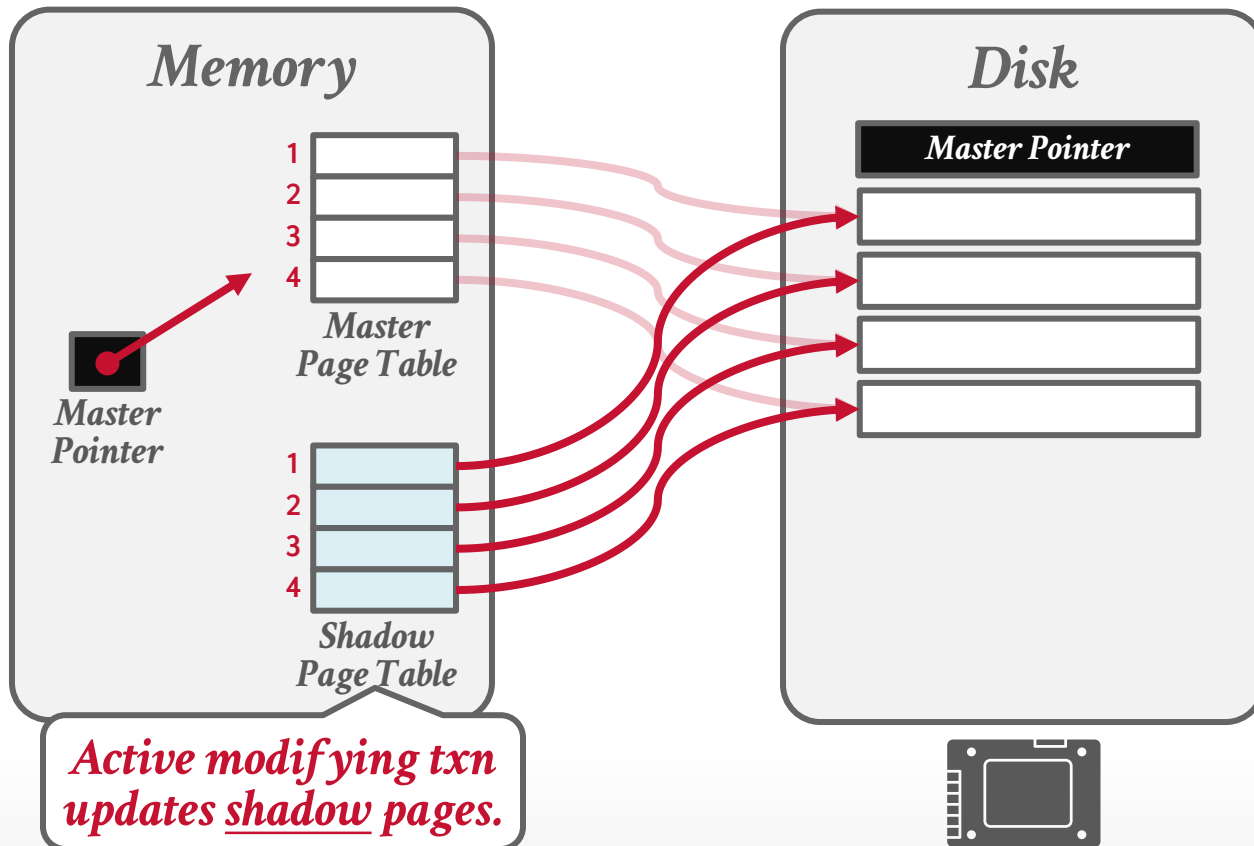 Memory
1
2
3
4
Master
Page Table
Master
Pointer
1
2
3
4
Shadow
Page Table
Active modifying txn
updates shadow pages.
Disk
Master Pointer